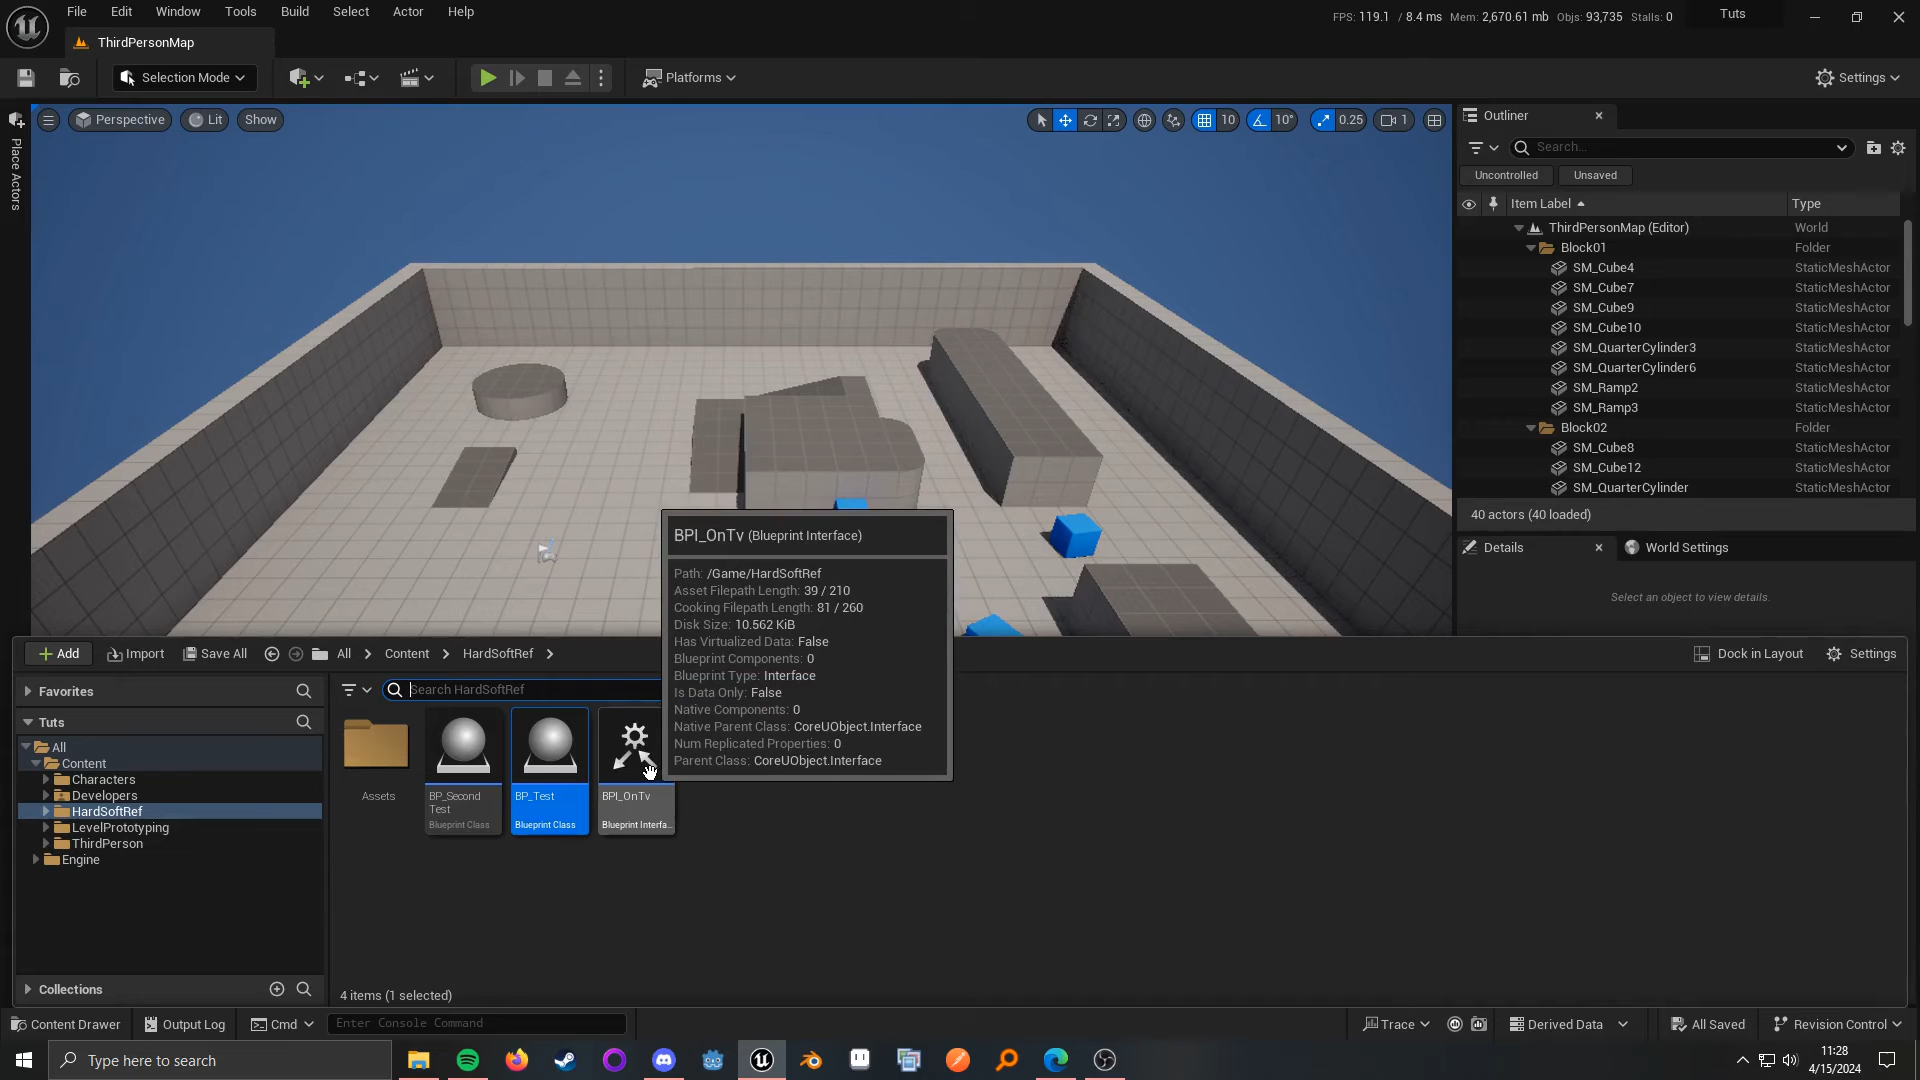 File Edit Window Tools Build Select Actor Help
FPS: 119.1 / 8.4 ms Mem: 2,670.61 mb Objs: 93,735 Stalls: 0
Tuts
ThirdPersonMap
Selection Mode
Platforms
Settings
Place Actors
Perspective Lit Show
10 10° 0.25 1
Outliner
Search...
Uncontrolled Unsaved
Item Label Type
ThirdPersonMap (Editor) World
Block01 Folder
SM_Cube4 StaticMeshActor
SM_Cube7 StaticMeshActor
SM_Cube9 StaticMeshActor
SM_Cube10 StaticMeshActor
SM_QuarterCylinder3 StaticMeshActor
SM_QuarterCylinder6 StaticMeshActor
SM_Ramp2 StaticMeshActor
SM_Ramp3 StaticMeshActor
Block02 Folder
SM_Cube8 StaticMeshActor
SM_Cube12 StaticMeshActor
SM_QuarterCylinder StaticMeshActor
40 actors (40 loaded)
Details World Settings
Select an object to view details.
BPI_OnTv (Blueprint Interface)
Path: /Game/HardSoftRef
Asset Filepath Length: 39 / 210
Cooking Filepath Length: 81 / 260
Disk Size: 10.562 KiB
Has Virtualized Data: False
Blueprint Components: 0
Blueprint Type: Interface
Is Data Only: False
Native Components: 0
Native Parent Class: CoreUObject.Interface
Num Replicated Properties: 0
Parent Class: CoreUObject.Interface
Add Import Save All All Content HardSoftRef
Dock in Layout Settings
Favorites
Tuts
All
Content
Characters
Developers
HardSoftRef
LevelPrototyping
ThirdPerson
Engine
Collections
Search HardSoftRef
Assets
BP_Second
Test
Blueprint Class
BP_Test
Blueprint Class
BPI_OnTv
Blueprint Interfa...
4 items (1 selected)
Content Drawer Output Log Cmd Enter Console Command
Trace Derived Data All Saved Revision Control
Type here to search
11:28
4/15/2024